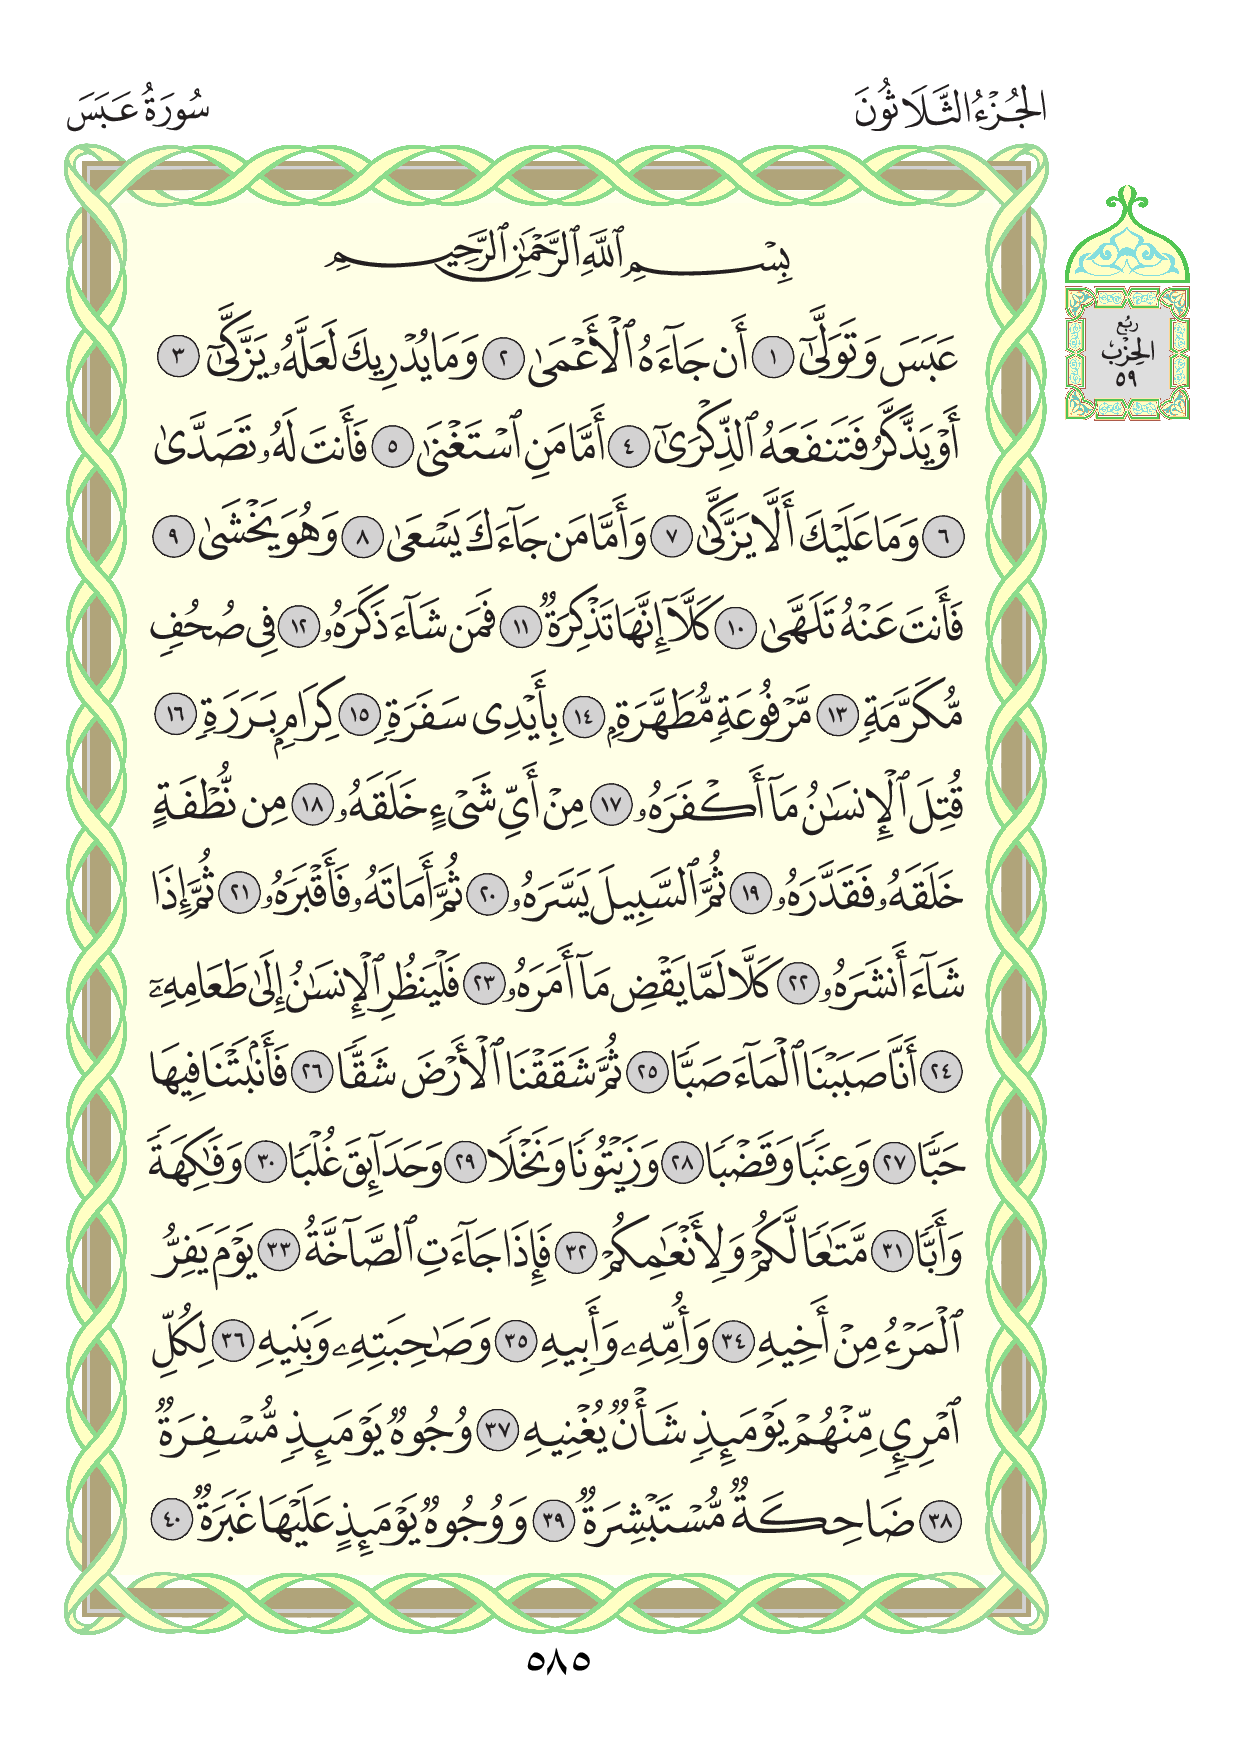 الجُزْءُ الثَّلَاثُونَ
سُورَةُ عَبَسَ
رُبْع
الحِزْب
٥٩
بِسْمِ ٱللَّهِ ٱلرَّحْمَٰنِ ٱلرَّحِيمِ
عَبَسَ وَتَوَلَّىٰٓ ١ أَن جَآءَهُ ٱلْأَعْمَىٰ ٢ وَمَا يُدْرِيكَ لَعَلَّهُۥ يَزَّكَّىٰٓ ٣
أَوْ يَذَّكَّرُ فَتَنفَعَهُ ٱلذِّكْرَىٰٓ ٤ أَمَّا مَنِ ٱسْتَغْنَىٰ ٥ فَأَنتَ لَهُۥ تَصَدَّىٰ
٦ وَمَا عَلَيْكَ أَلَّا يَزَّكَّىٰ ٧ وَأَمَّا مَن جَآءَكَ يَسْعَىٰ ٨ وَهُوَ يَخْشَىٰ ٩
فَأَنتَ عَنْهُ تَلَهَّىٰ ١٠ كَلَّآ إِنَّهَا تَذْكِرَةٌ ١١ فَمَن شَآءَ ذَكَرَهُۥ ١٢ فِى صُحُفٍ
مُّكَرَّمَةٍ ١٣ مَّرْفُوعَةٍ مُّطَهَّرَةٍۭ ١٤ بِأَيْدِى سَفَرَةٍ ١٥ كِرَامٍۭ بَرَرَةٍ ١٦
قُتِلَ ٱلْإِنسَٰنُ مَآ أَكْفَرَهُۥ ١٧ مِنْ أَىِّ شَىْءٍ خَلَقَهُۥ ١٨ مِن نُّطْفَةٍ
خَلَقَهُۥ فَقَدَّرَهُۥ ١٩ ثُمَّ ٱلسَّبِيلَ يَسَّرَهُۥ ٢٠ ثُمَّ أَمَاتَهُۥ فَأَقْبَرَهُۥ ٢١ ثُمَّ إِذَا
شَآءَ أَنشَرَهُۥ ٢٢ كَلَّا لَمَّا يَقْضِ مَآ أَمَرَهُۥ ٢٣ فَلْيَنظُرِ ٱلْإِنسَٰنُ إِلَىٰ طَعَامِهِۦٓ
٢٤ أَنَّا صَبَبْنَا ٱلْمَآءَ صَبًّا ٢٥ ثُمَّ شَقَقْنَا ٱلْأَرْضَ شَقًّا ٢٦ فَأَنۢبَتْنَا فِيهَا
حَبًّا ٢٧ وَعِنَبًا وَقَضْبًا ٢٨ وَزَيْتُونًا وَنَخْلًا ٢٩ وَحَدَآئِقَ غُلْبًا ٣٠ وَفَٰكِهَةً
وَأَبًّا ٣١ مَّتَٰعًا لَّكُمْ وَلِأَنْعَٰمِكُمْ ٣٢ فَإِذَا جَآءَتِ ٱلصَّآخَّةُ ٣٣ يَوْمَ يَفِرُّ
ٱلْمَرْءُ مِنْ أَخِيهِ ٣٤ وَأُمِّهِۦ وَأَبِيهِ ٣٥ وَصَٰحِبَتِهِۦ وَبَنِيهِ ٣٦ لِكُلِّ
ٱمْرِئٍ مِّنْهُمْ يَوْمَئِذٍ شَأْنٌ يُغْنِيهِ ٣٧ وُجُوهٌ يَوْمَئِذٍ مُّسْفِرَةٌ
٣٨ ضَاحِكَةٌ مُّسْتَبْشِرَةٌ ٣٩ وَوُجُوهٌ يَوْمَئِذٍ عَلَيْهَا غَبَرَةٌ ٤٠
٥٨٥